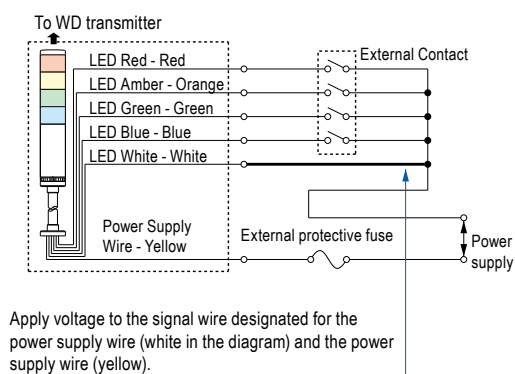 To WD transmitter
LED Red - Red
External Contact
LED Amber - Orange
LED Green - Green
LED Blue - Blue
LED White - White
Power Supply
Wire - Yellow
External protective fuse
Power
supply
Apply voltage to the signal wire designated for the
power supply wire (white in the diagram) and the power
supply wire (yellow).